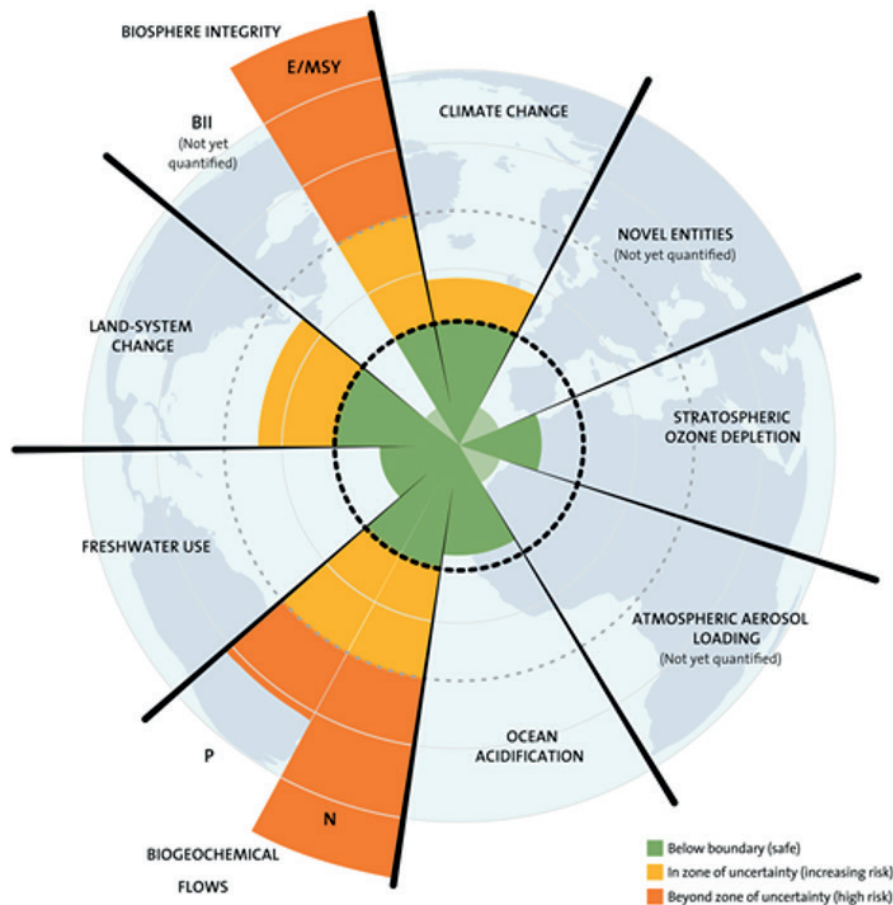 BIOSPHERE INTEGRITY
E/MSY
CLIMATE CHANGE
BII
(Not yet
quantified)
NOVEL ENTITIES
(Not yet quantified)
LAND-SYSTEM
CHANGE
STRATOSPHERIC
OZONE DEPLETION
FRESHWATER USE
ATMOSPHERIC AEROSOL
LOADING
(Not yet quantified)
OCEAN
ACIDIFICATION
P
N
BIOGEOCHEMICAL
FLOWS
Below boundary (safe)
In zone of uncertainty (increasing risk)
Beyond zone of uncertainty (high risk)